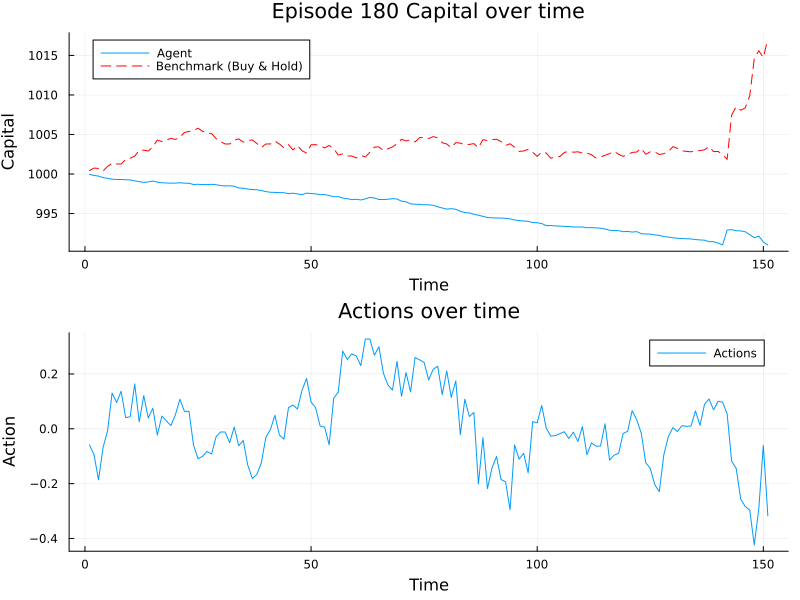 Episode 180 Capital over time
Capital
1015
1010
1005
1000
995
Agent
Benchmark (Buy & Hold)
0
50
100
150
Time
Actions over time
Action
0.2
0.0
−0.2
−0.4
Actions
0
50
100
150
Time